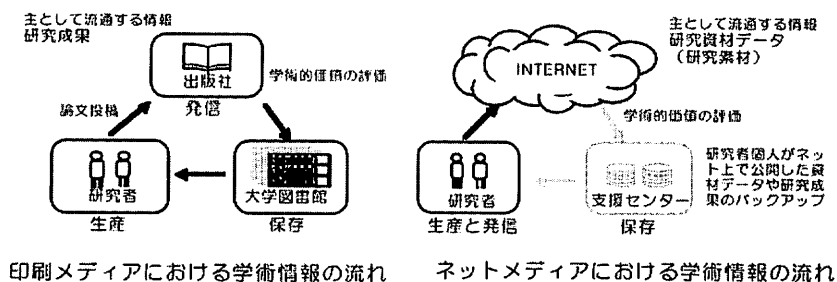 主として流通する情報
研究成果
出版社
発信
学術的価値の評価
論文投稿
研究者
生産
大学図書館
保存
印刷メディアにおける学術情報の流れ
主として流通する情報
研究資材データ
（研究素材）
INTERNET
学術的価値の評価
研究者
生産と発信
支援センター
保存
研究者個人がネッ
ト上で公開した資
材データや研究成
果のバックアップ
ネットメディアにおける学術情報の流れ